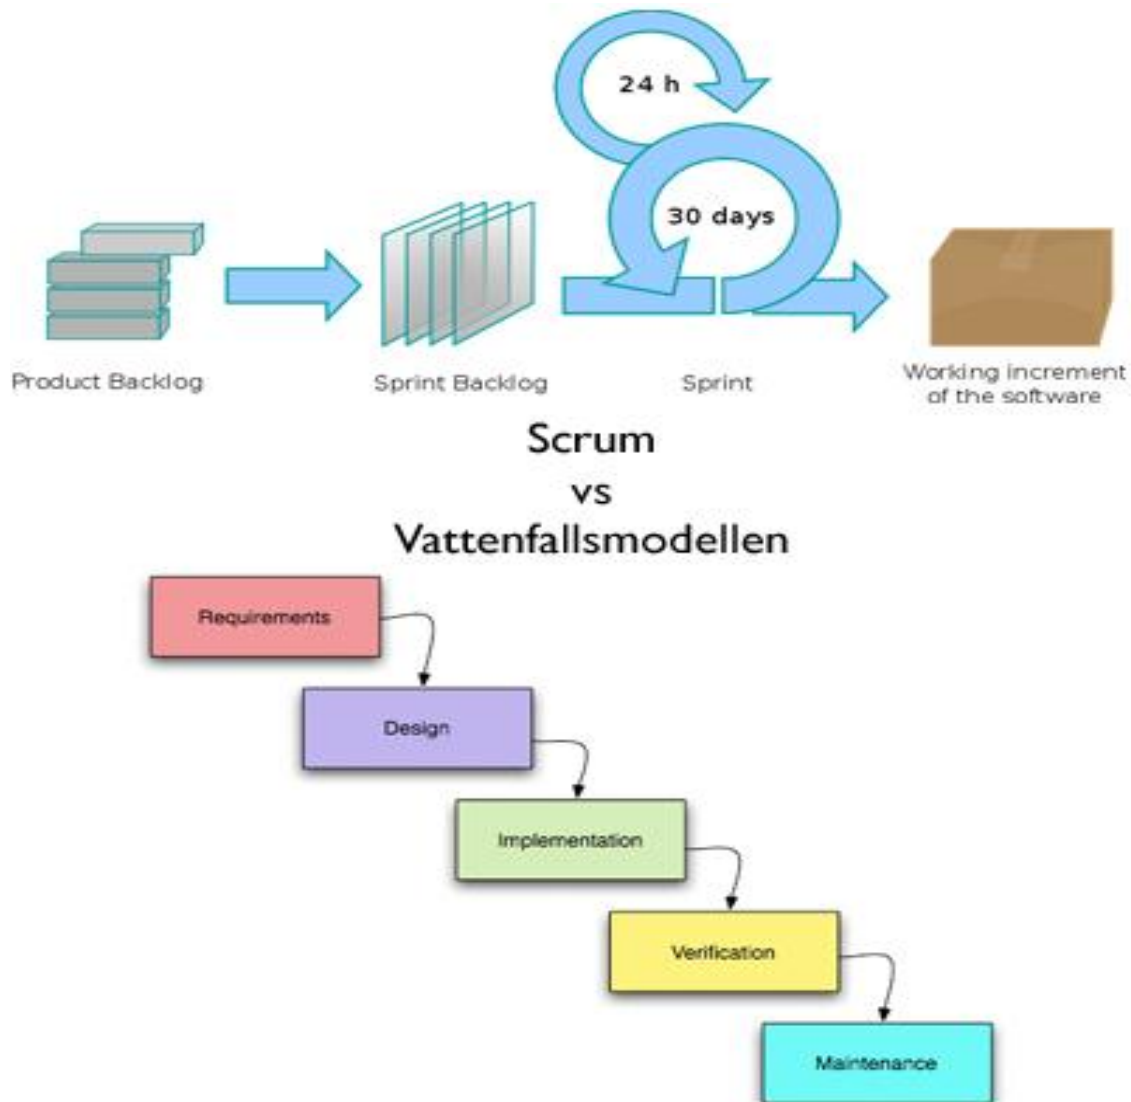 24 h
30 days
Product Backlog
Sprint Backlog
Sprint
Working increment
of the software
Scrum
vs
Vattenfallsmodellen
Requirements
Design
Implementation
Verification
Maintenance